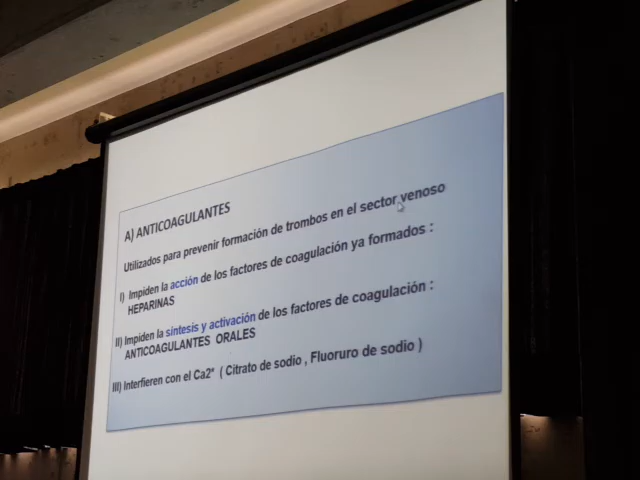 A) ANTICOAGULANTES
Utilizados para prevenir formación de trombos en el sector venoso
I) Impiden la acción de los factores de coagulación ya formados :
HEPARINAS
II) Impiden la síntesis y activación de los factores de coagulación :
ANTICOAGULANTES ORALES
III) Interfieren con el Ca2⁺ ( Citrato de sodio , Fluoruro de sodio )